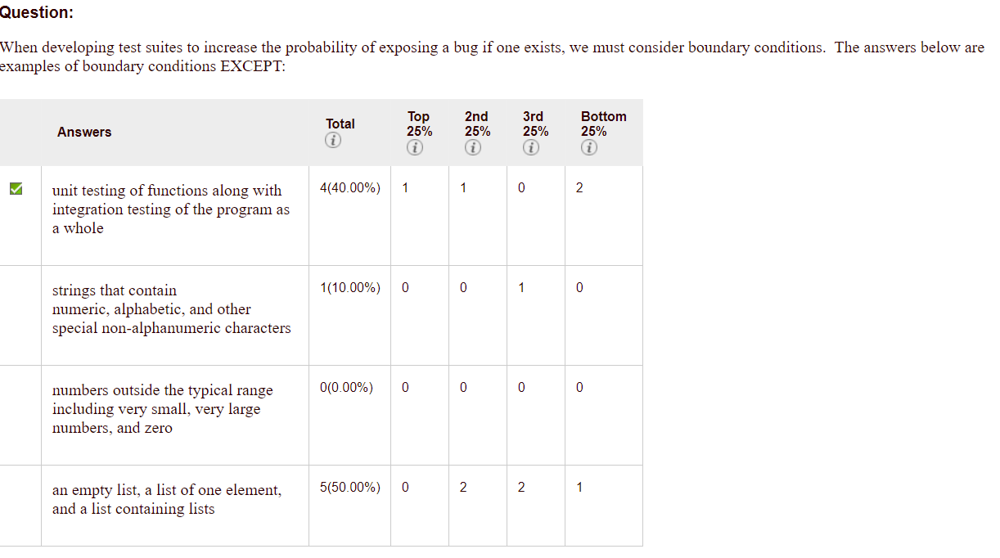 Question:
When developing test suites to increase the probability of exposing a bug if one exists, we must consider boundary conditions.  The answers below are
examples of boundary conditions EXCEPT:
Answers
Total
i
Top
25%
i
2nd
25%
i
3rd
25%
i
Bottom
25%
i
unit testing of functions along with
integration testing of the program as
a whole
4(40.00%)
1
1
0
2
strings that contain
numeric, alphabetic, and other
special non-alphanumeric characters
1(10.00%)
0
0
1
0
numbers outside the typical range
including very small, very large
numbers, and zero
0(0.00%)
0
0
0
0
an empty list, a list of one element,
and a list containing lists
5(50.00%)
0
2
2
1